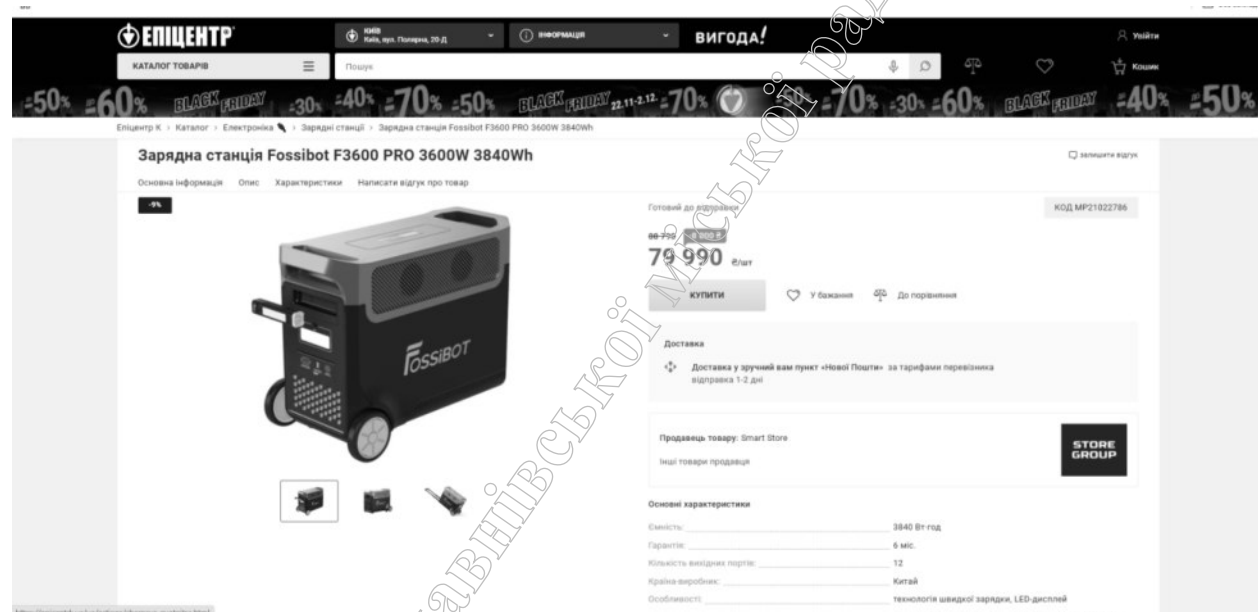 ЕПІЦЕНТР
КИЇВ
Київ, вул. Полярна, 20-Д
ІНФОРМАЦІЯ
ВИГОДА!
Увійти
КАТАЛОГ ТОВАРІВ
Пошук
Кошик
-50% -60% BLACK FRIDAY -30% -40% -70% -50% BLACK FRIDAY 22.11-2.12 -70% -50% -70% -30% -60% BLACK FRIDAY -40% -50%
Епіцентр К > Каталог > Електроніка > Зарядні станції > Зарядна станція Fossibot F3600 PRO 3600W 3840Wh
Зарядна станція Fossibot F3600 PRO 3600W 3840Wh
залишити відгук
Основна інформація Опис Характеристики Написати відгук про товар
-9%
Готовий до відправки
КОД MP21022786
79 990 ₴/шт
КУПИТИ
У бажання
До порівняння
FOSSIBOT
Доставка
Доставка у зручний вам пункт «Нової Пошти» за тарифами перевізника
відправка 1-2 дні
Продавець товару: Smart Store
Інші товари продавця
STORE
GROUP
Основні характеристики
Ємність: 3840 Вт·год
Гарантія: 6 міс.
Кількість вихідних портів: 12
Країна-виробник: Китай
Особливості: технологія швидкої зарядки, LED-дисплей